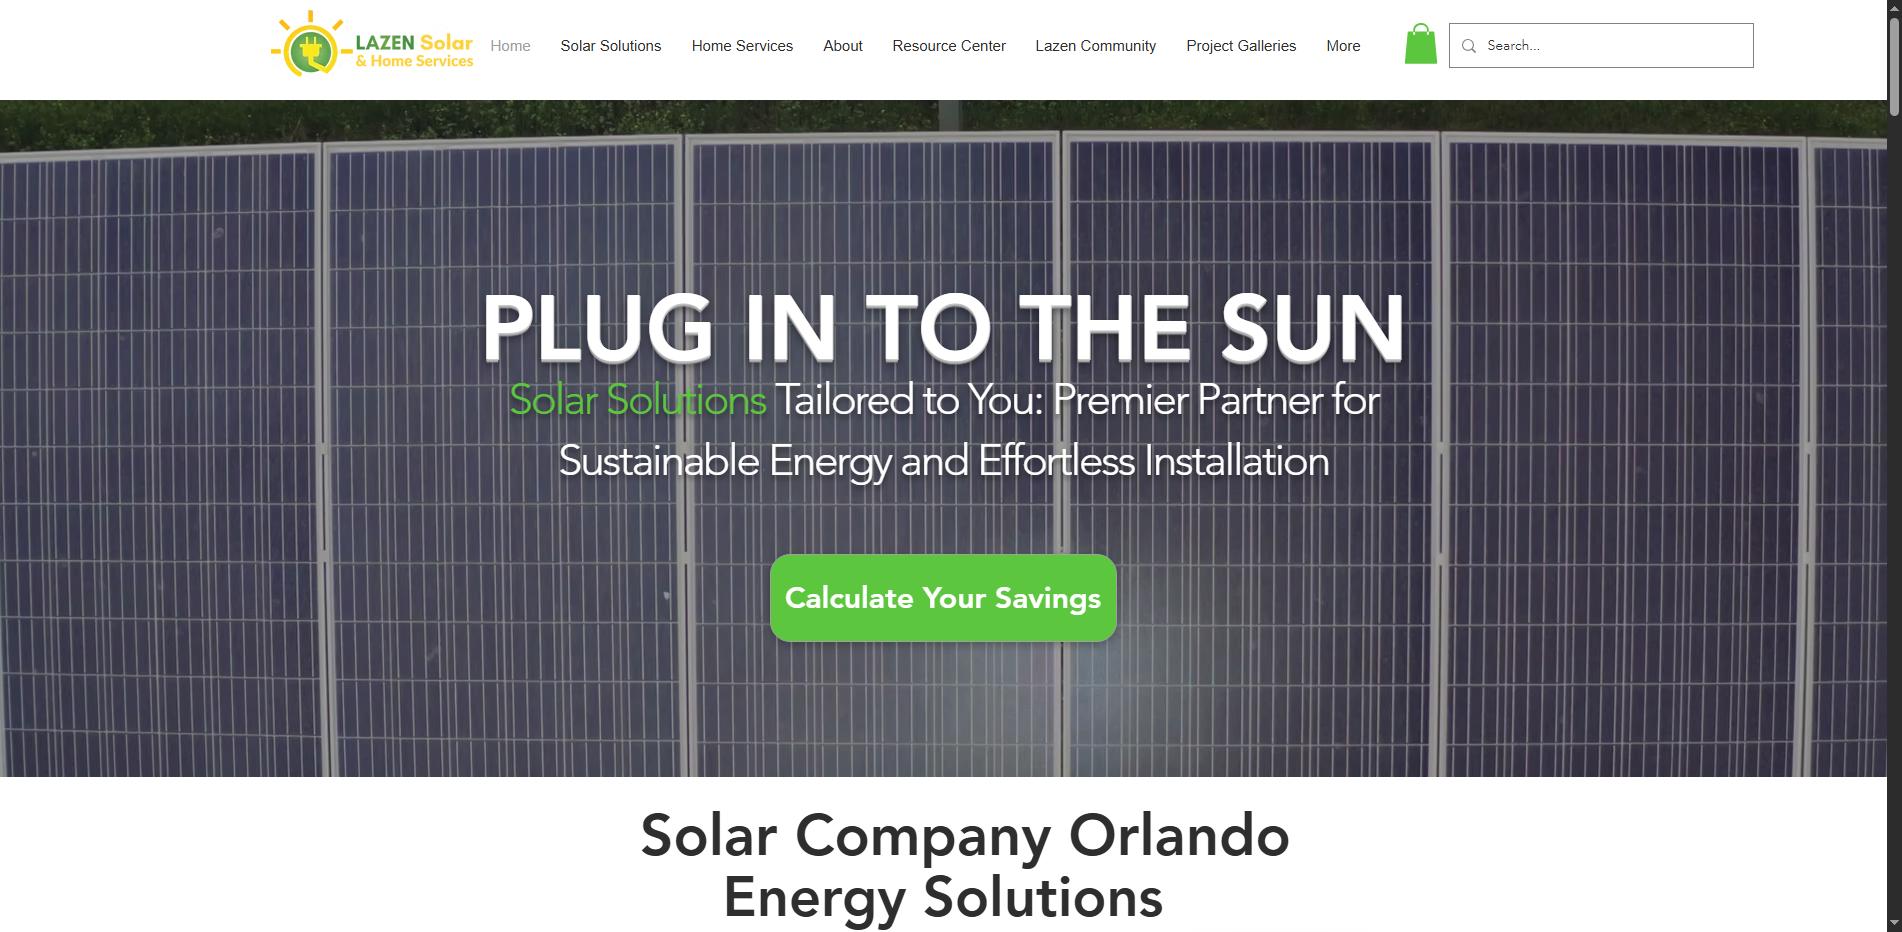 LAZEN Solar
& Home Services
Home
Solar Solutions
Home Services
About
Resource Center
Lazen Community
Project Galleries
More
Search...
PLUG IN TO THE SUN
Solar Solutions Tailored to You: Premier Partner for
Sustainable Energy and Effortless Installation
Calculate Your Savings
Solar Company Orlando
Energy Solutions